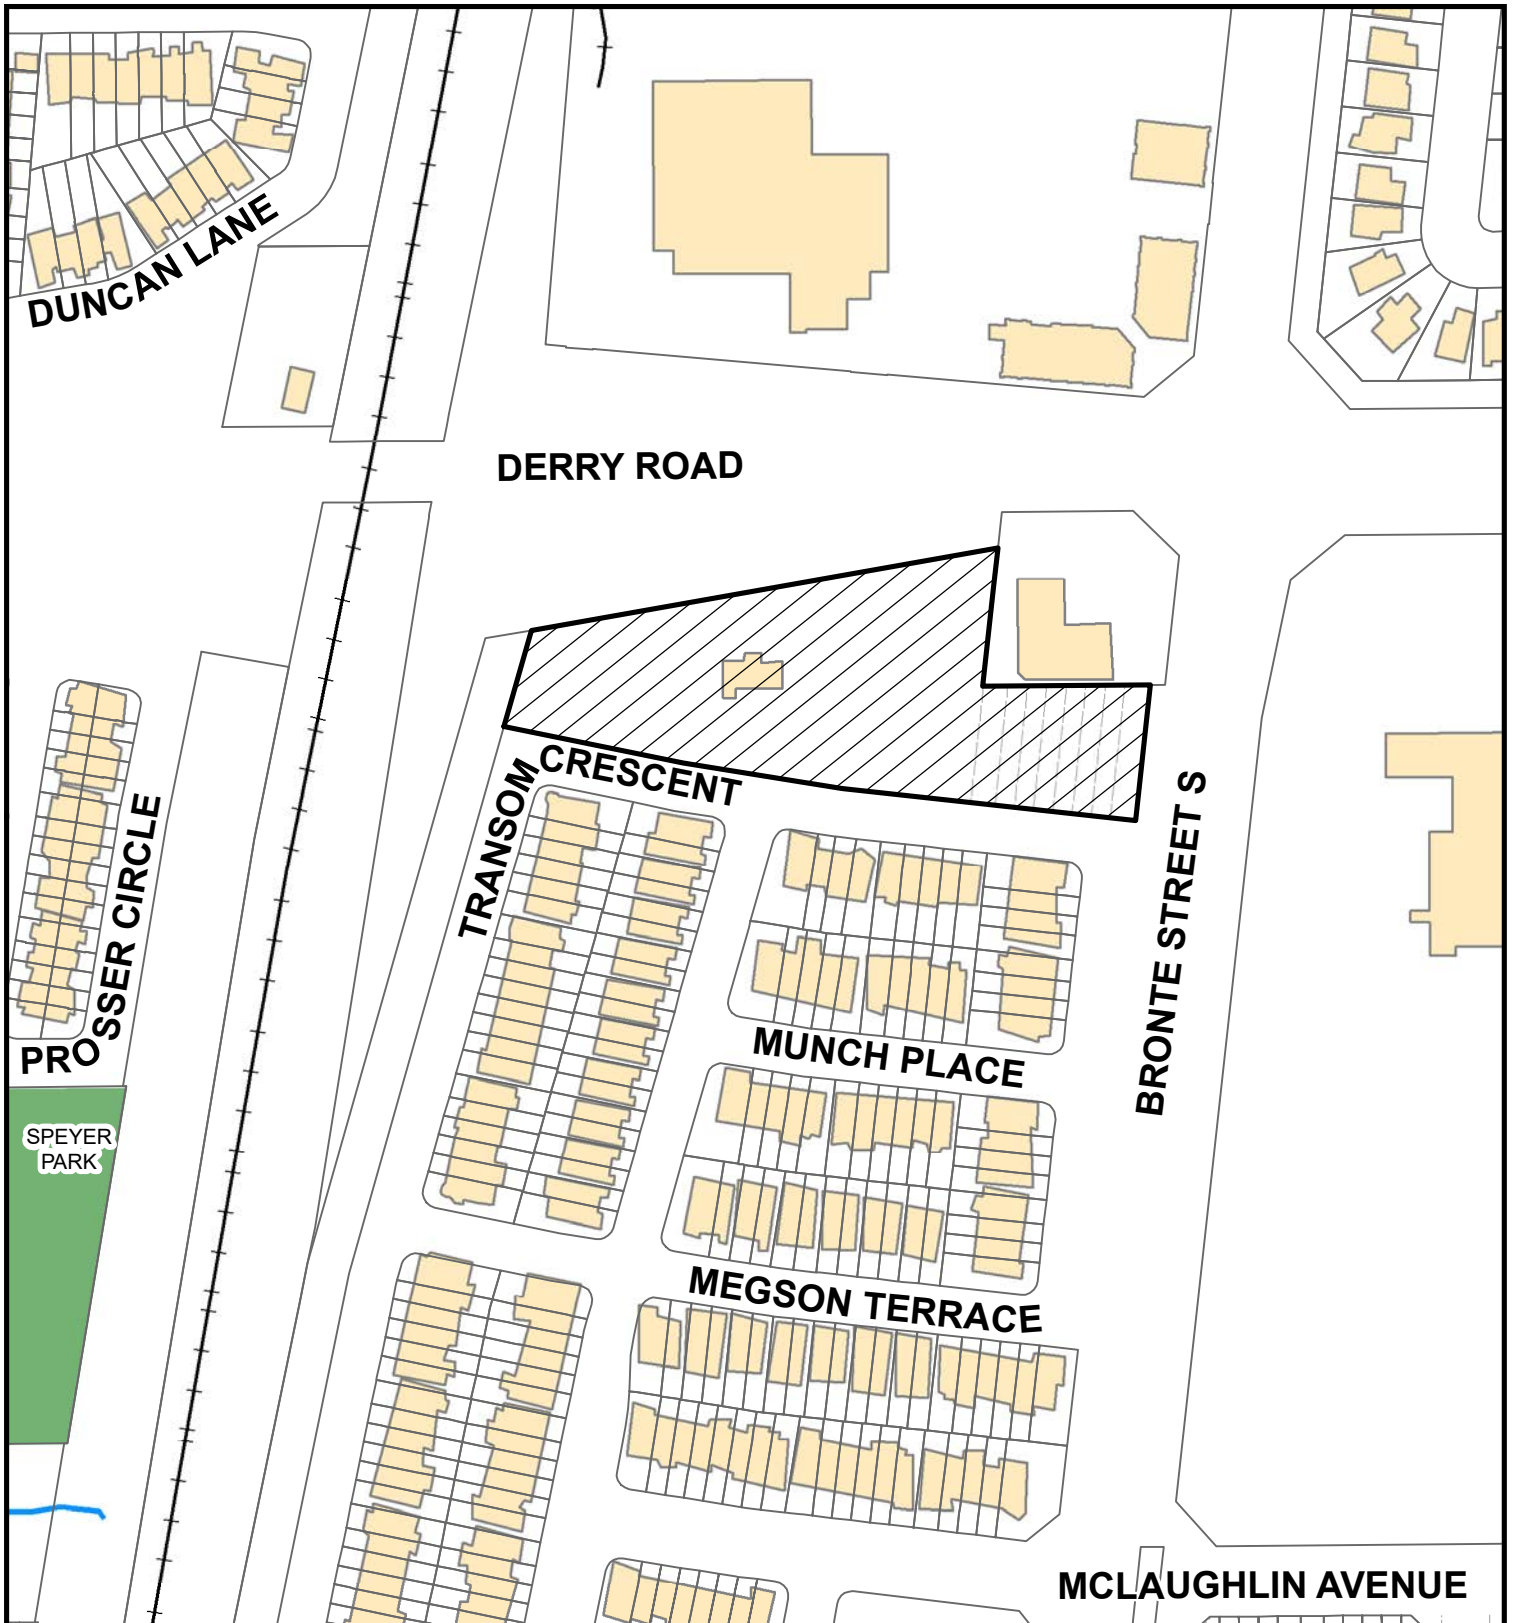 DUNCAN LANE
DERRY ROAD
TRANSOM CRESCENT
PROSSER CIRCLE
BRONTE STREET S
MUNCH PLACE
SPEYER
PARK
MEGSON TERRACE
MCLAUGHLIN AVENUE